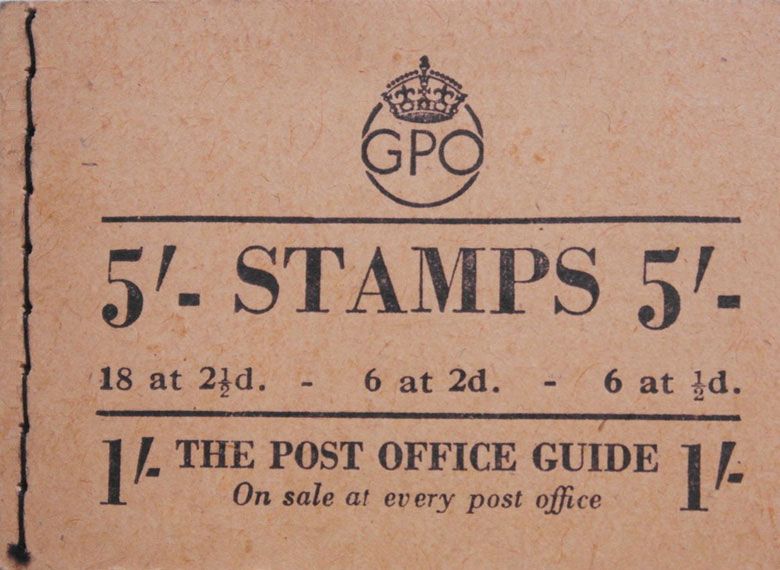 GPO
5/- STAMPS 5/-
18 at 2½d. - 6 at 2d. - 6 at ½d.
1/- THE POST OFFICE GUIDE 1/-
On sale at every post office